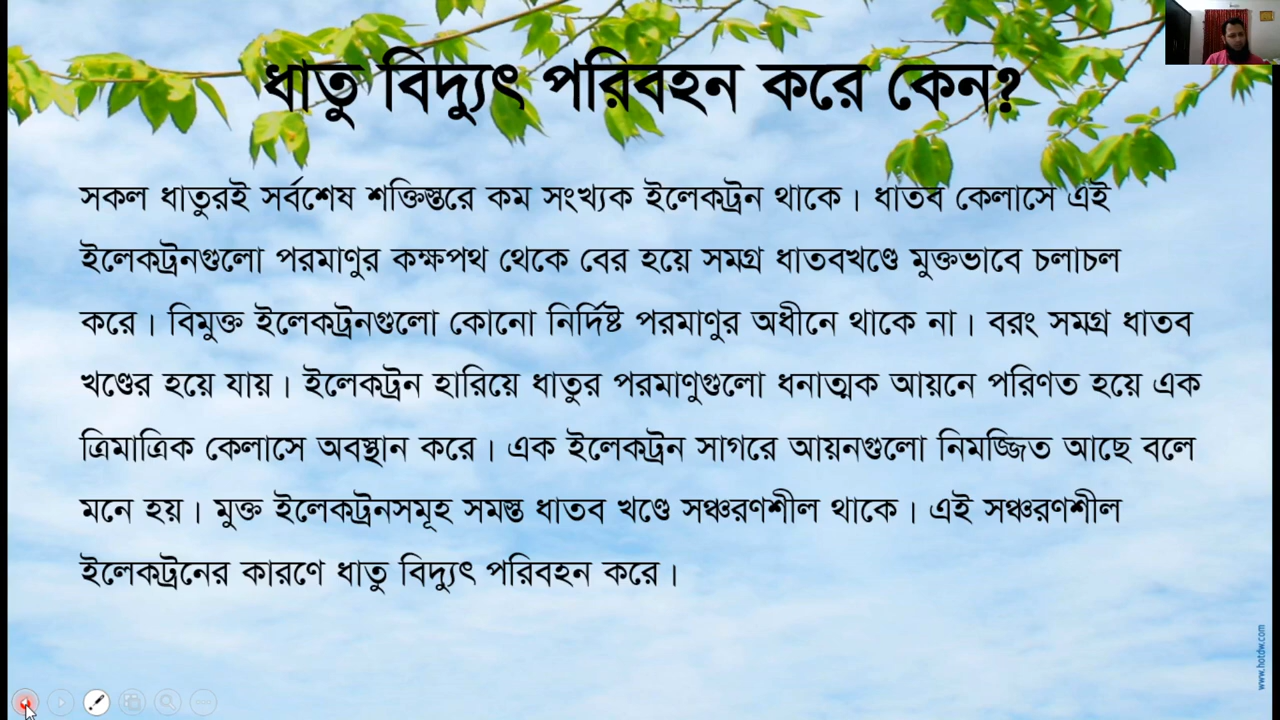 ধাতু বিদ্যুৎ পরিবহন করে কেন?
সকল ধাতুরই সর্বশেষ শক্তিস্তরে কম সংখ্যক ইলেকট্রন থাকে। ধাতব কেলাসে এই
ইলেকট্রনগুলো পরমাণুর কক্ষপথ থেকে বের হয়ে সমগ্র ধাতবখণ্ডে মুক্তভাবে চলাচল
করে। বিমুক্ত ইলেকট্রনগুলো কোনো নির্দিষ্ট পরমাণুর অধীনে থাকে না। বরং সমগ্র ধাতব
খণ্ডের হয়ে যায়। ইলেকট্রন হারিয়ে ধাতুর পরমাণুগুলো ধনাত্মক আয়নে পরিণত হয়ে এক
ত্রিমাত্রিক কেলাসে অবস্থান করে। এক ইলেকট্রন সাগরে আয়নগুলো নিমজ্জিত আছে বলে
মনে হয়। মুক্ত ইলেকট্রনসমূহ সমস্ত ধাতব খণ্ডে সঞ্চরণশীল থাকে। এই সঞ্চরণশীল
ইলেকট্রনের কারণে ধাতু বিদ্যুৎ পরিবহন করে।
www.hotdw.com